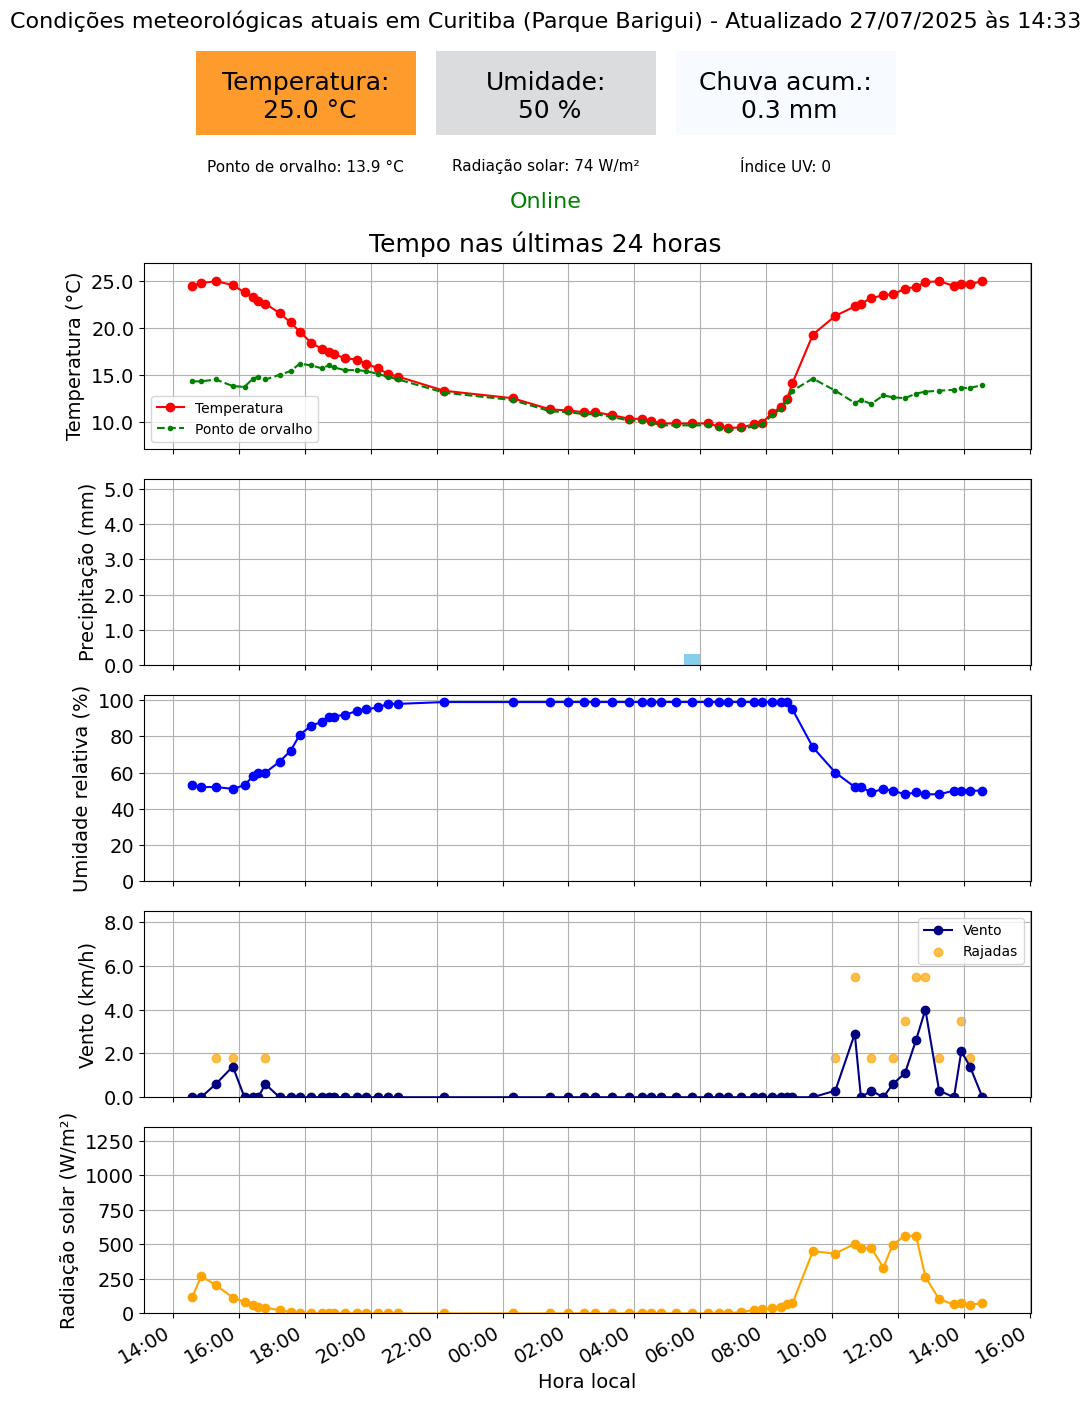 Condições meteorológicas atuais em Curitiba (Parque Barigui) - Atualizado 27/07/2025 às 14:33
Temperatura:
25.0 °C
Umidade:
50 %
Chuva acum.:
0.3 mm
Ponto de orvalho: 13.9 °C
Radiação solar: 74 W/m²
Índice UV: 0
Online
Tempo nas últimas 24 horas
Temperatura (°C)
25.0
20.0
15.0
10.0
Temperatura
Ponto de orvalho
Precipitação (mm)
5.0
4.0
3.0
2.0
1.0
0.0
Umidade relativa (%)
100
80
60
40
20
0
Vento (km/h)
8.0
6.0
4.0
2.0
0.0
Vento
Rajadas
Radiação solar (W/m²)
1250
1000
750
500
250
0
14:00 16:00 18:00 20:00 22:00 00:00 02:00 04:00 06:00 08:00 10:00 12:00 14:00 16:00
Hora local